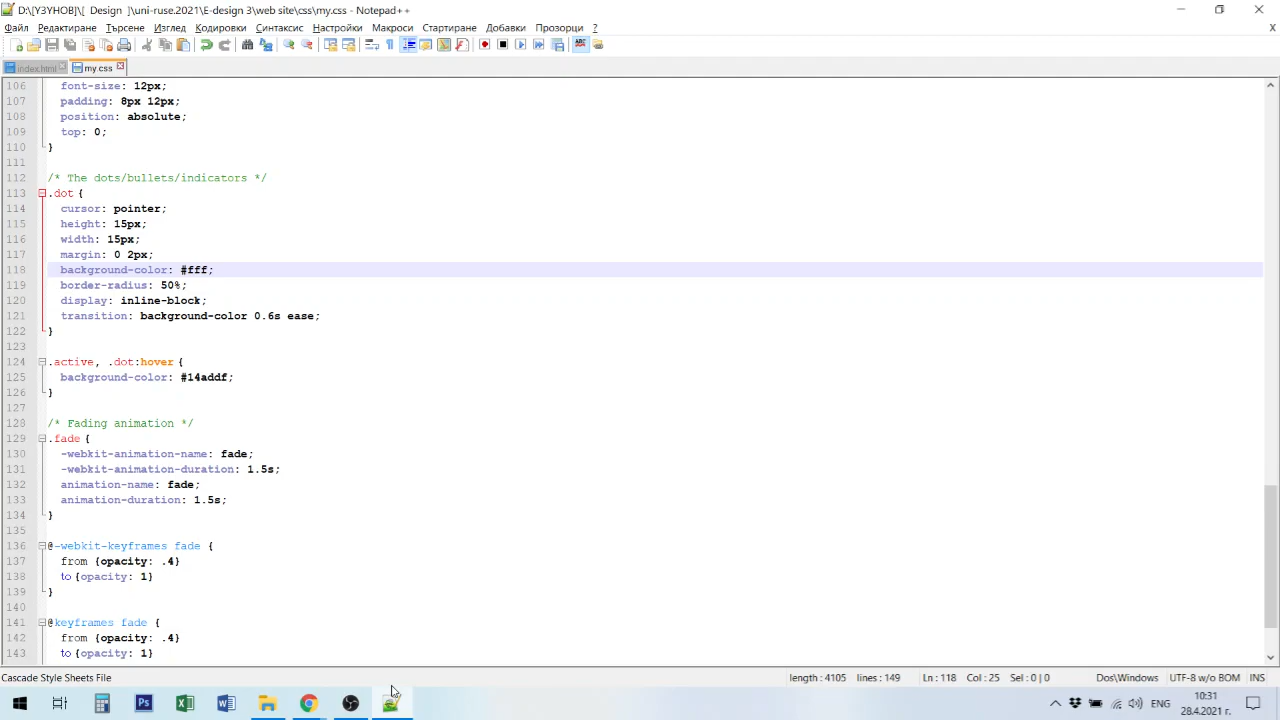 D:\[УЗУНОВ]\[ Design ]\uni-ruse.2021\E-design 3\web site\css\my.css - Notepad++
Файл Редактиране Търсене Изглед Кодировки Синтаксис Настройки Макроси Стартиране Добавки Прозорци ? X
index.html my.css
106 font-size: 12px;
107 padding: 8px 12px;
108 position: absolute;
109 top: 0;
110 }
111
112 /* The dots/bullets/indicators */
113 .dot {
114 cursor: pointer;
115 height: 15px;
116 width: 15px;
117 margin: 0 2px;
118 background-color: #fff;
119 border-radius: 50%;
120 display: inline-block;
121 transition: background-color 0.6s ease;
122 }
123
124 .active, .dot:hover {
125 background-color: #14addf;
126 }
127
128 /* Fading animation */
129 .fade {
130 -webkit-animation-name: fade;
131 -webkit-animation-duration: 1.5s;
132 animation-name: fade;
133 animation-duration: 1.5s;
134 }
135
136 @-webkit-keyframes fade {
137 from {opacity: .4}
138 to {opacity: 1}
139 }
140
141 @keyframes fade {
142 from {opacity: .4}
143 to {opacity: 1}
Cascade Style Sheets File length: 4105 lines: 149 Ln: 118 Col: 25 Sel: 0 | 0 Dos\Windows UTF-8 w/o BOM INS
ENG 10:31
28.4.2021 г.